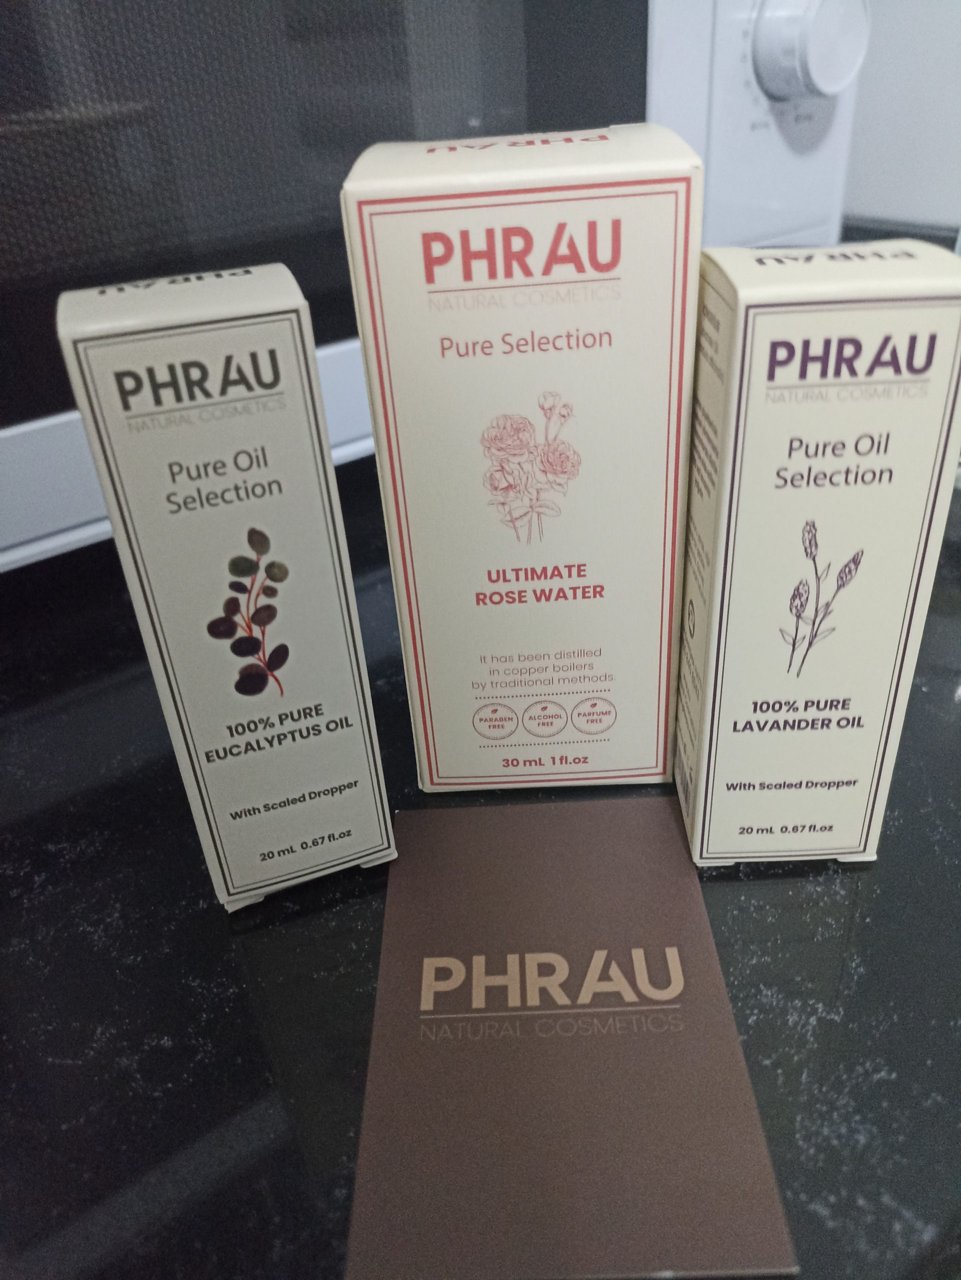 PHRAU
PHRAU
NATURAL COSMETICS
Pure Oil
Selection
100% PURE
EUCALYPTUS OIL
With Scaled Dropper
20 mL 0.67 fl.oz
PHRAU
PHRAU
NATURAL COSMETICS
Pure Selection
ULTIMATE
ROSE WATER
It has been distilled
in copper boilers
by traditional methods.
PARABEN
FREE
ALCOHOL
FREE
PARFUME
FREE
30 mL 1 fl.oz
PHRAU
PHRAU
NATURAL COSMETICS
Pure Oil
Selection
100% PURE
LAVANDER OIL
With Scaled Dropper
20 mL 0.67 fl.oz
PHRAU
NATURAL COSMETICS